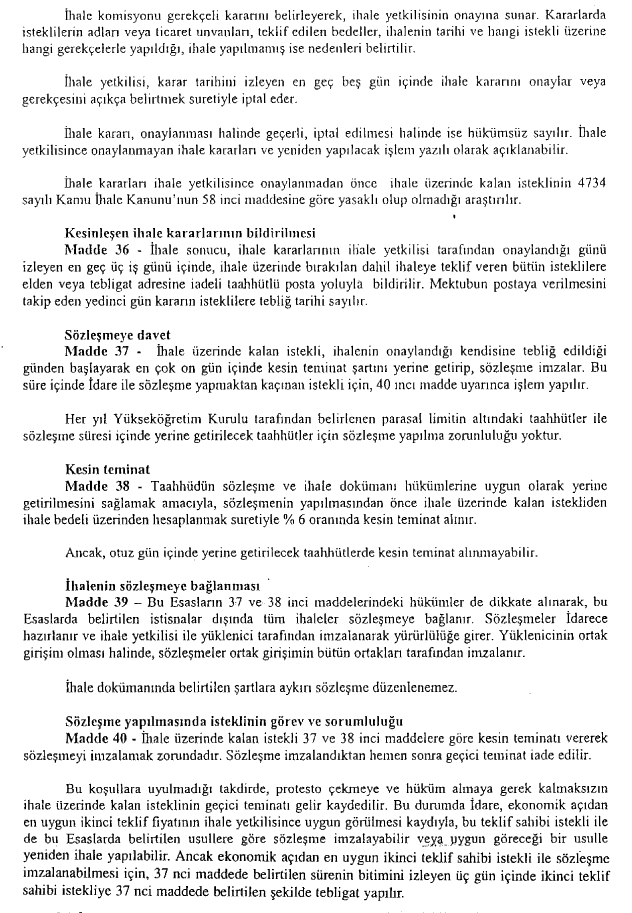 İhale komisyonu gerekçeli kararını belirleyerek, ihale yetkilisinin onayına sunar. Kararlarda
isteklilerin adları veya ticaret unvanları, teklif edilen bedeller, ihalenin tarihi ve hangi istekli üzerine
hangi gerekçelerle yapıldığı, ihale yapılmamış ise nedenleri belirtilir.
İhale yetkilisi, karar tarihini izleyen en geç beş gün içinde ihale kararını onaylar veya
gerekçesini açıkça belirtmek suretiyle iptal eder.
İhale kararı, onaylanması halinde geçerli, iptal edilmesi halinde ise hükümsüz sayılır. İhale
yetkilisince onaylanmayan ihale kararları ve yeniden yapılacak işlem yazılı olarak açıklanabilir.
İhale kararları ihale yetkilisince onaylanmadan önce ihale üzerinde kalan isteklinin 4734
sayılı Kamu İhale Kanunu'nun 58 inci maddesine göre yasaklı olup olmadığı araştırılır.
Kesinleşen ihale kararlarının bildirilmesi
Madde 36 - İhale sonucu, ihale kararlarının ihale yetkilisi tarafından onaylandığı günü
izleyen en geç üç iş günü içinde, ihale üzerinde bırakılan dahil ihaleye teklif veren bütün isteklilere
elden veya tebligat adresine iadeli taahhütlü posta yoluyla bildirilir. Mektubun postaya verilmesini
takip eden yedinci gün kararın isteklilere tebliğ tarihi sayılır.
Sözleşmeye davet
Madde 37 - İhale üzerinde kalan istekli, ihalenin onaylandığı kendisine tebliğ edildiği
günden başlayarak en çok on gün içinde kesin teminat şartını yerine getirip, sözleşme imzalar. Bu
süre içinde İdare ile sözleşme yapmaktan kaçınan istekli için, 40 ıncı madde uyarınca işlem yapılır.
Her yıl Yükseköğretim Kurulu tarafından belirlenen parasal limitin altındaki taahhütler ile
sözleşme süresi içinde yerine getirilecek taahhütler için sözleşme yapılma zorunluluğu yoktur.
Kesin teminat
Madde 38 - Taahhüdün sözleşme ve ihale dokümanı hükümlerine uygun olarak yerine
getirilmesini sağlamak amacıyla, sözleşmenin yapılmasından önce ihale üzerinde kalan istekliden
ihale bedeli üzerinden hesaplanmak suretiyle % 6 oranında kesin teminat alınır.
Ancak, otuz gün içinde yerine getirilecek taahhütlerde kesin teminat alınmayabilir.
İhalenin sözleşmeye bağlanması
Madde 39 – Bu Esasların 37 ve 38 inci maddelerindeki hükümler de dikkate alınarak, bu
Esaslarda belirtilen istisnalar dışında tüm ihaleler sözleşmeye bağlanır. Sözleşmeler İdarece
hazırlanır ve ihale yetkilisi ile yüklenici tarafından imzalanarak yürürlülüğe girer. Yüklenicinin ortak
girişim olması halinde, sözleşmeler ortak girişimin bütün ortakları tarafından imzalanır.
İhale dokümanında belirtilen şartlara aykırı sözleşme düzenlenemez.
Sözleşme yapılmasında isteklinin görev ve sorumluluğu
Madde 40 - İhale üzerinde kalan istekli 37 ve 38 inci maddelere göre kesin teminatı vererek
sözleşmeyi imzalamak zorundadır. Sözleşme imzalandıktan hemen sonra geçici teminat iade edilir.
Bu koşullara uyulmadığı takdirde, protesto çekmeye ve hüküm almaya gerek kalmaksızın
ihale üzerinde kalan isteklinin geçici teminatı gelir kaydedilir. Bu durumda İdare, ekonomik açıdan
en uygun ikinci teklif fiyatının ihale yetkilisince uygun görülmesi kaydıyla, bu teklif sahibi istekli ile
de bu Esaslarda belirtilen usullere göre sözleşme imzalayabilir veya uygun göreceği bir usulle
yeniden ihale yapılabilir. Ancak ekonomik açıdan en uygun ikinci teklif sahibi istekli ile sözleşme
imzalanabilmesi için, 37 nci maddede belirtilen sürenin bitimini izleyen üç gün içinde ikinci teklif
sahibi istekliye 37 nci maddede belirtilen şekilde tebligat yapılır.